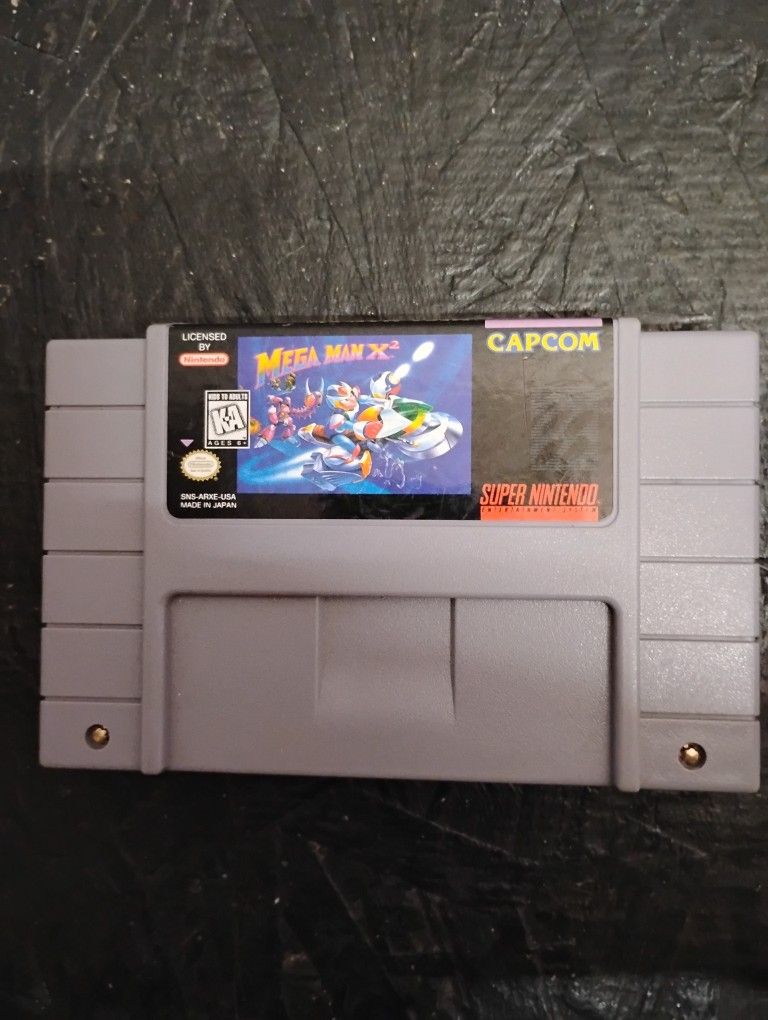 LICENSED
BY
Nintendo
MEGA MAN X2
CAPCOM
KIDS TO ADULTS
K-A
AGES 6+
SNS-ARXE-USA
MADE IN JAPAN
SUPER NINTENDO
ENTERTAINMENT SYSTEM